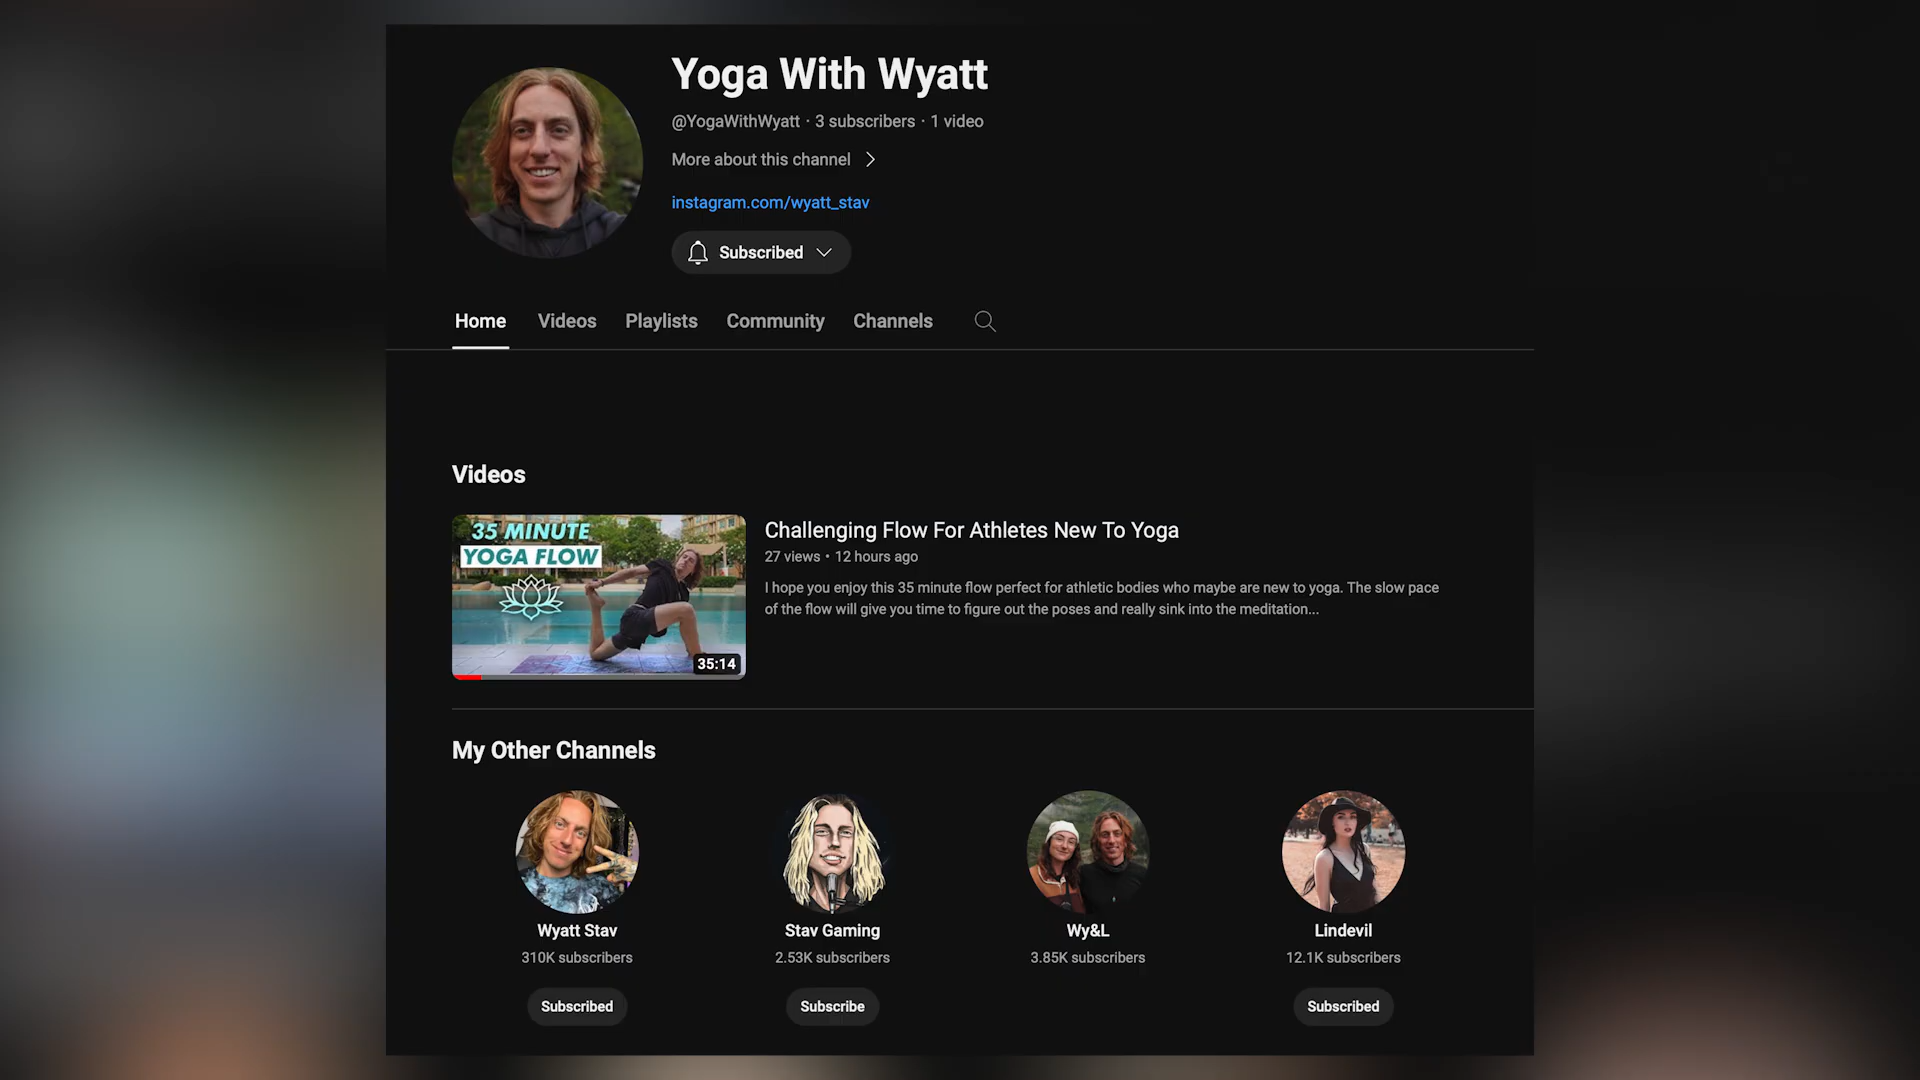 Yoga With Wyatt
@YogaWithWyatt · 3 subscribers · 1 video
More about this channel
instagram.com/wyatt_stav
Subscribed
Home Videos Playlists Community Channels
Videos
35 MINUTE
YOGA FLOW
35:14
Challenging Flow For Athletes New To Yoga
27 views • 12 hours ago
I hope you enjoy this 35 minute flow perfect for athletic bodies who maybe are new to yoga. The slow pace
of the flow will give you time to figure out the poses and really sink into the meditation...
My Other Channels
Wyatt Stav
310K subscribers
Subscribed
Stav Gaming
2.53K subscribers
Subscribe
Wy&L
3.85K subscribers
Lindevil
12.1K subscribers
Subscribed